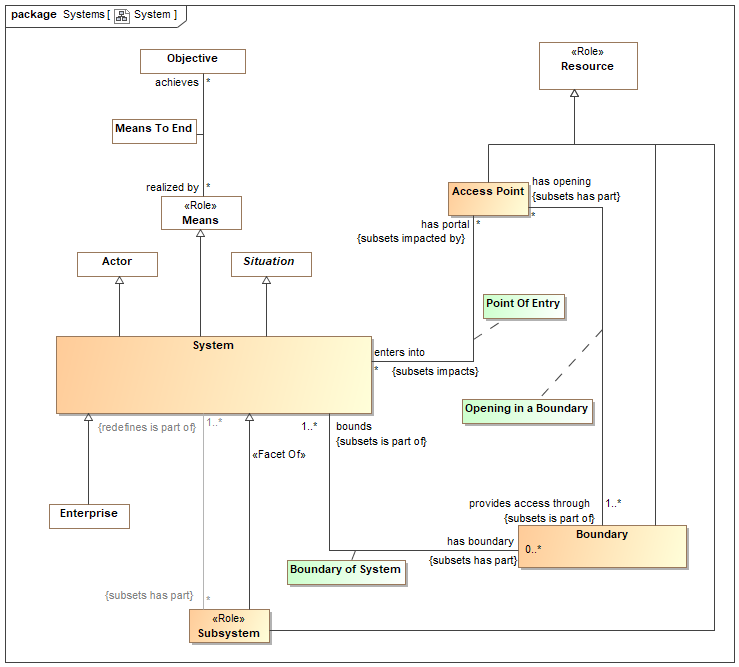 package Systems [ System ]
Objective
achieves *
Means To End
realized by *
«Role»
Means
Actor
Situation
System
«Role»
Resource
Access Point
has opening
{subsets has part}
*
has portal *
{subsets impacted by}
Point Of Entry
enters into
* {subsets impacts}
Opening in a Boundary
{redefines is part of}
1..*
1..*
bounds
{subsets is part of}
«Facet Of»
Enterprise
provides access through 1..*
{subsets is part of}
Boundary
0..*
has boundary
{subsets has part}
Boundary of System
{subsets has part} *
«Role»
Subsystem